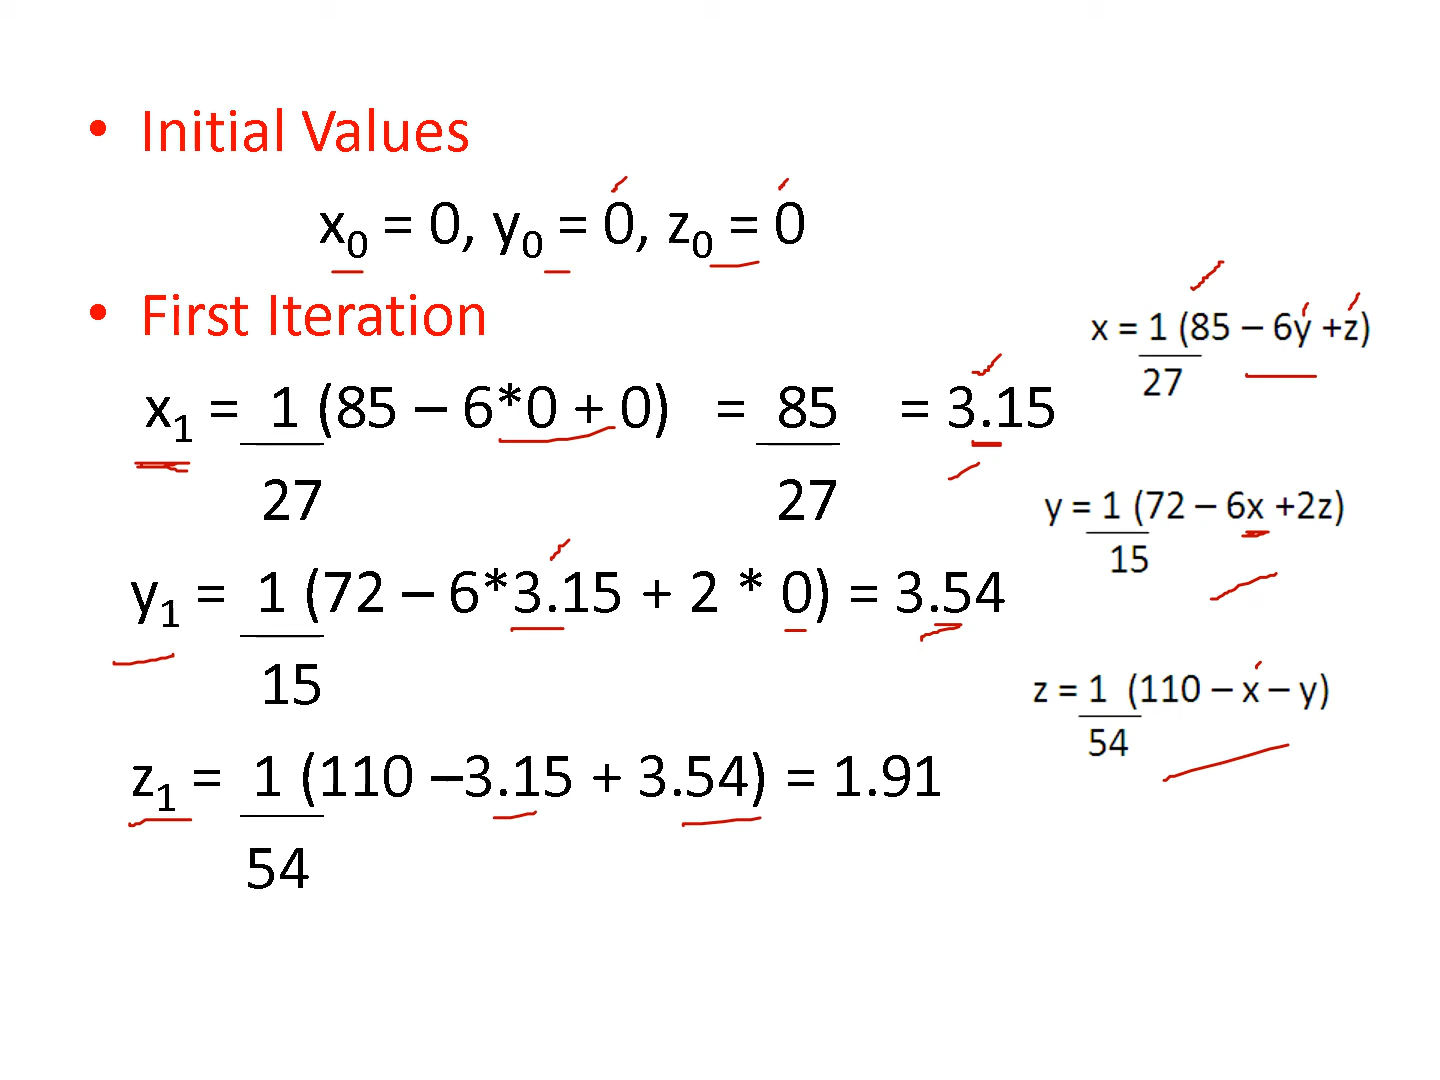 • Initial Values
x₀ = 0, y₀ = 0, z₀ = 0
• First Iteration
x₁ = 1 (85 – 6*0 + 0) = 85 = 3.15
27 27
y₁ = 1 (72 – 6*3.15 + 2 * 0) = 3.54
15
z₁ = 1 (110 –3.15 + 3.54) = 1.91
54
x = 1 (85 – 6y +z)
27
y = 1 (72 – 6x +2z)
15
z = 1 (110 – x – y)
54